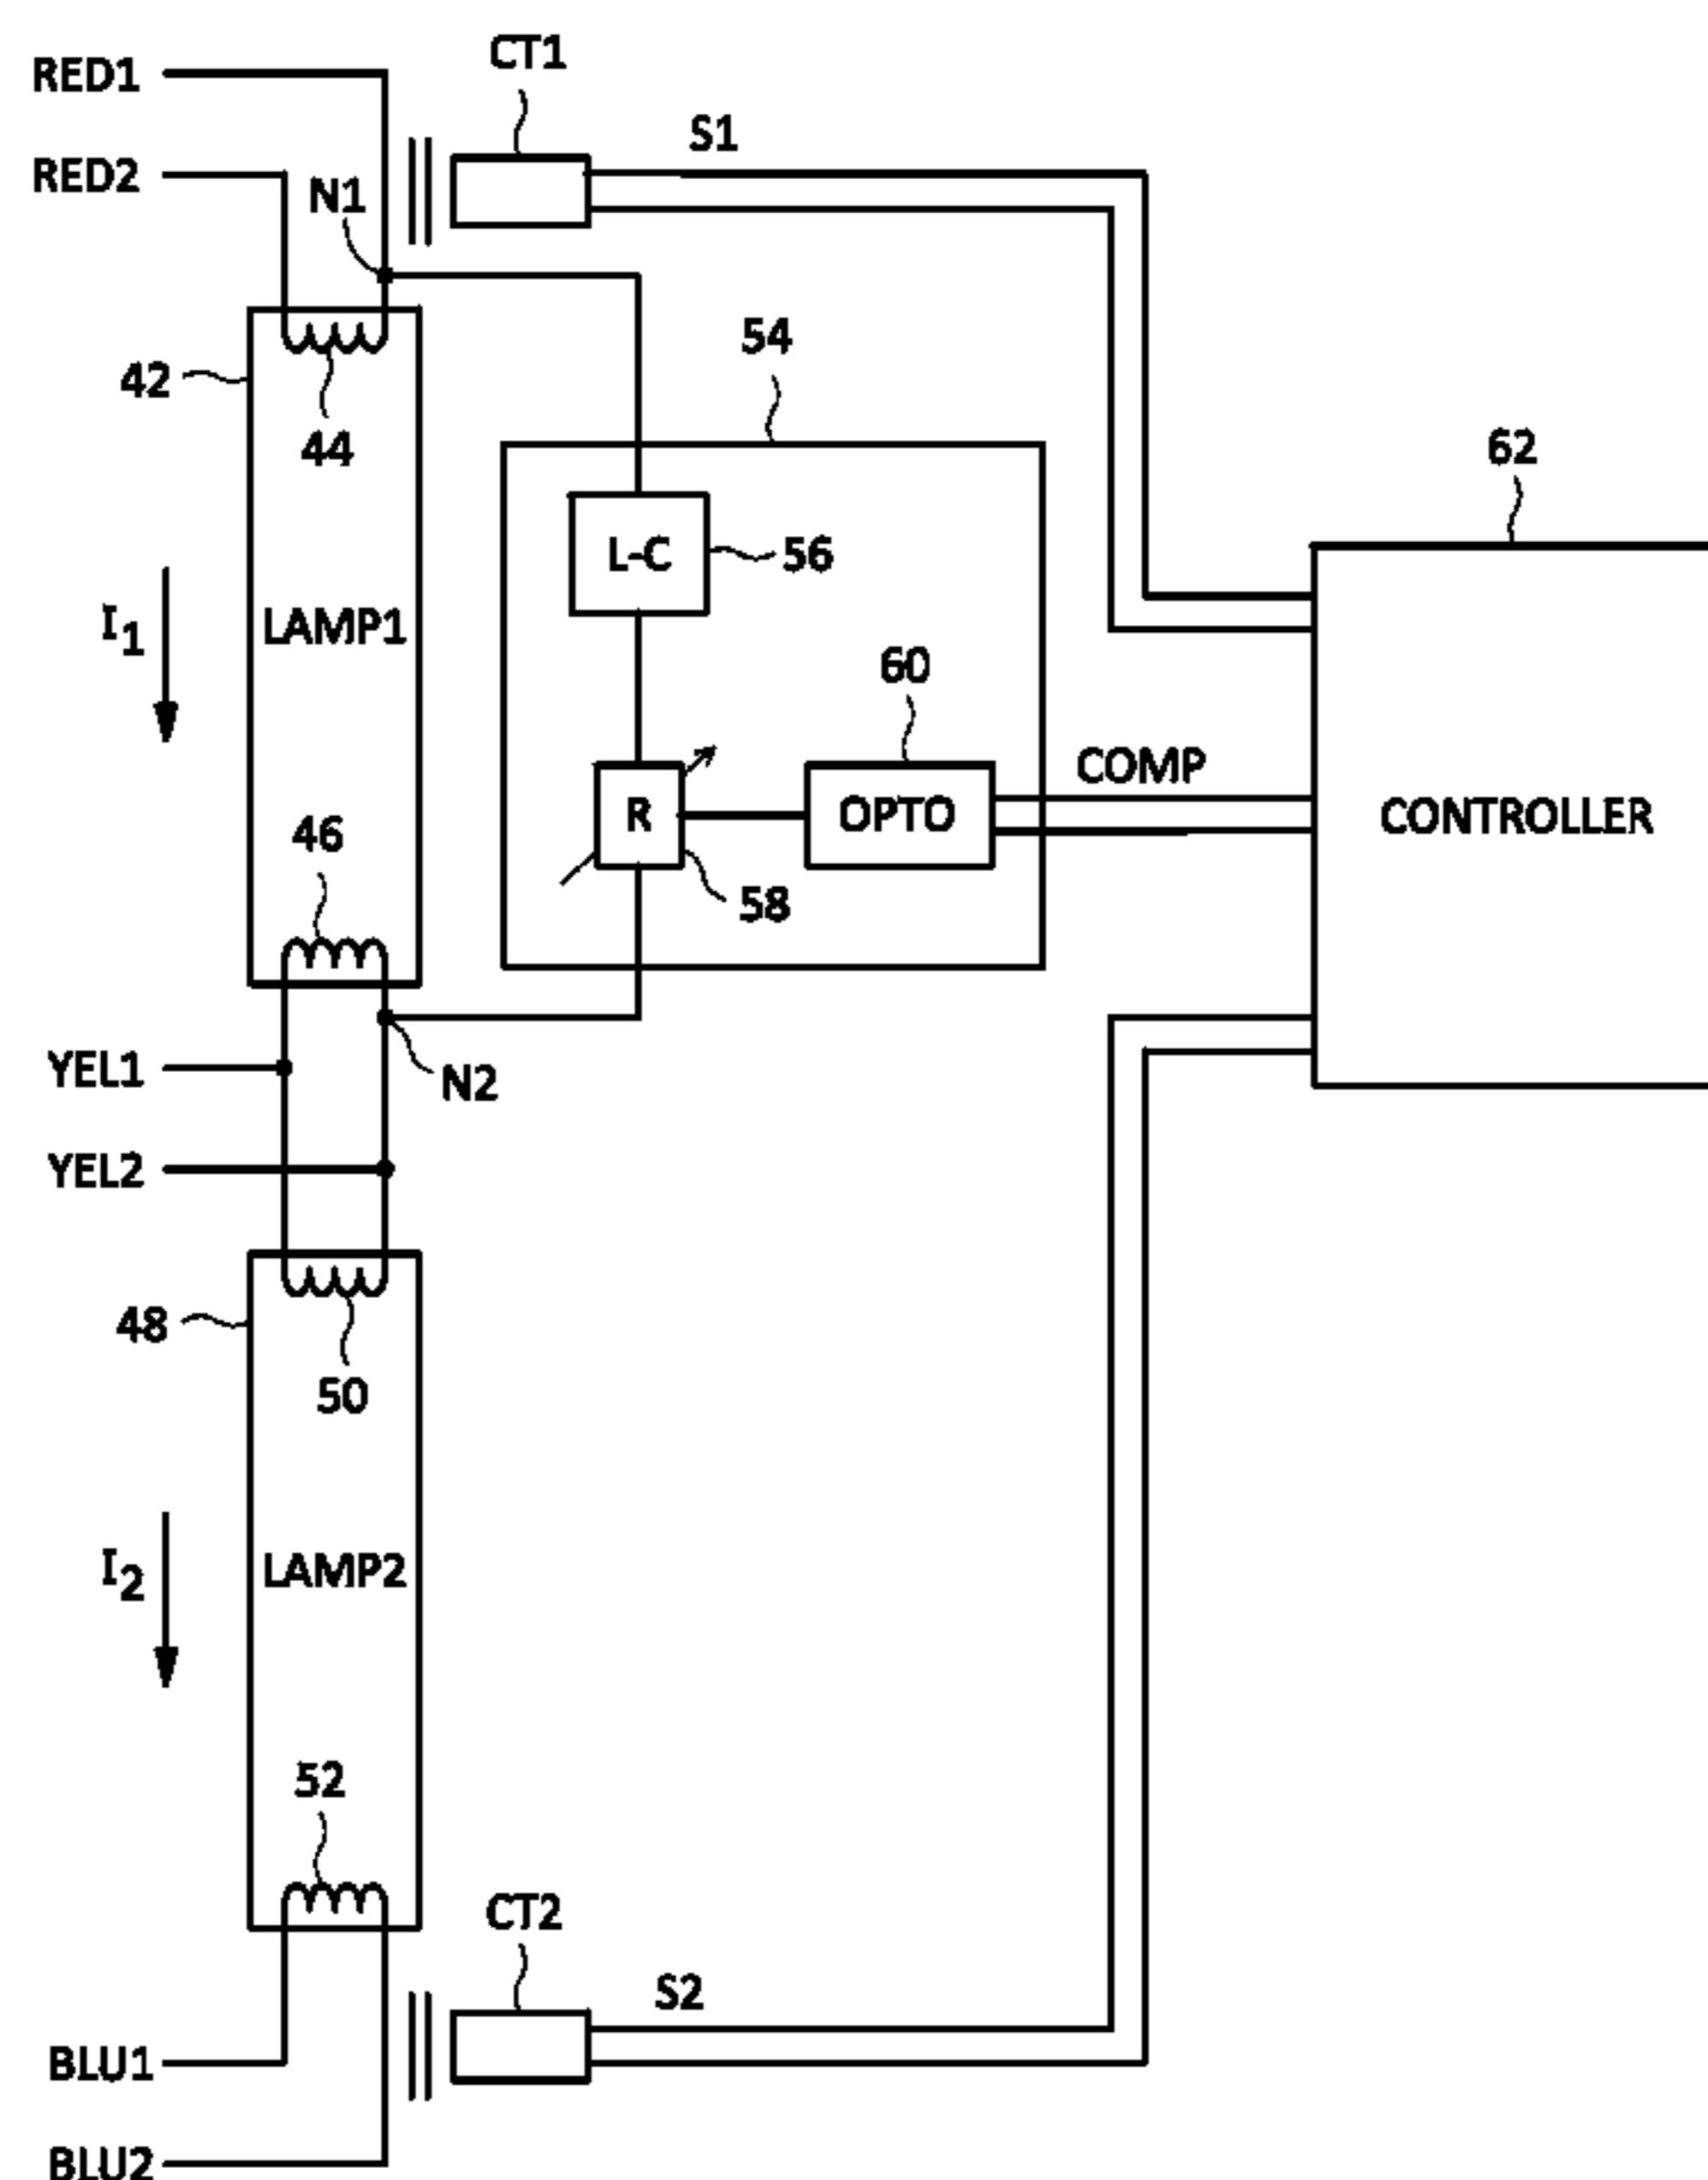 CT1
RED1
S1
RED2
N1
54
42
44
62
L-C
56
I1
LAMP1
60
COMP
R
OPTO
CONTROLLER
46
58
YEL1
N2
YEL2
48
50
I2
LAMP2
52
CT2
S2
BLU1
BLU2